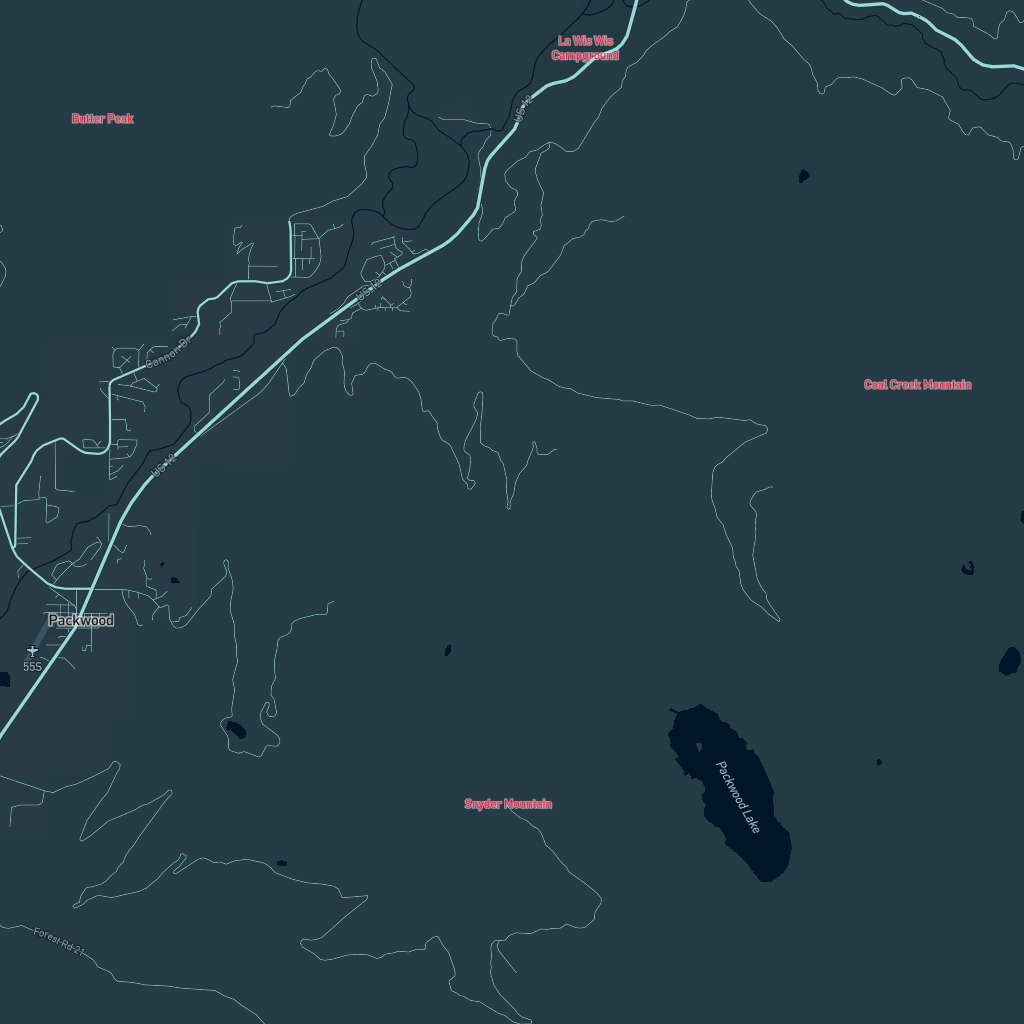 La Wis Wis
Campground
US-12
Butter Peak
US-12
Cannon Dr
Coal Creek Mountain
US-12
Packwood
55S
Packwood Lake
Snyder Mountain
Forest Rd 21